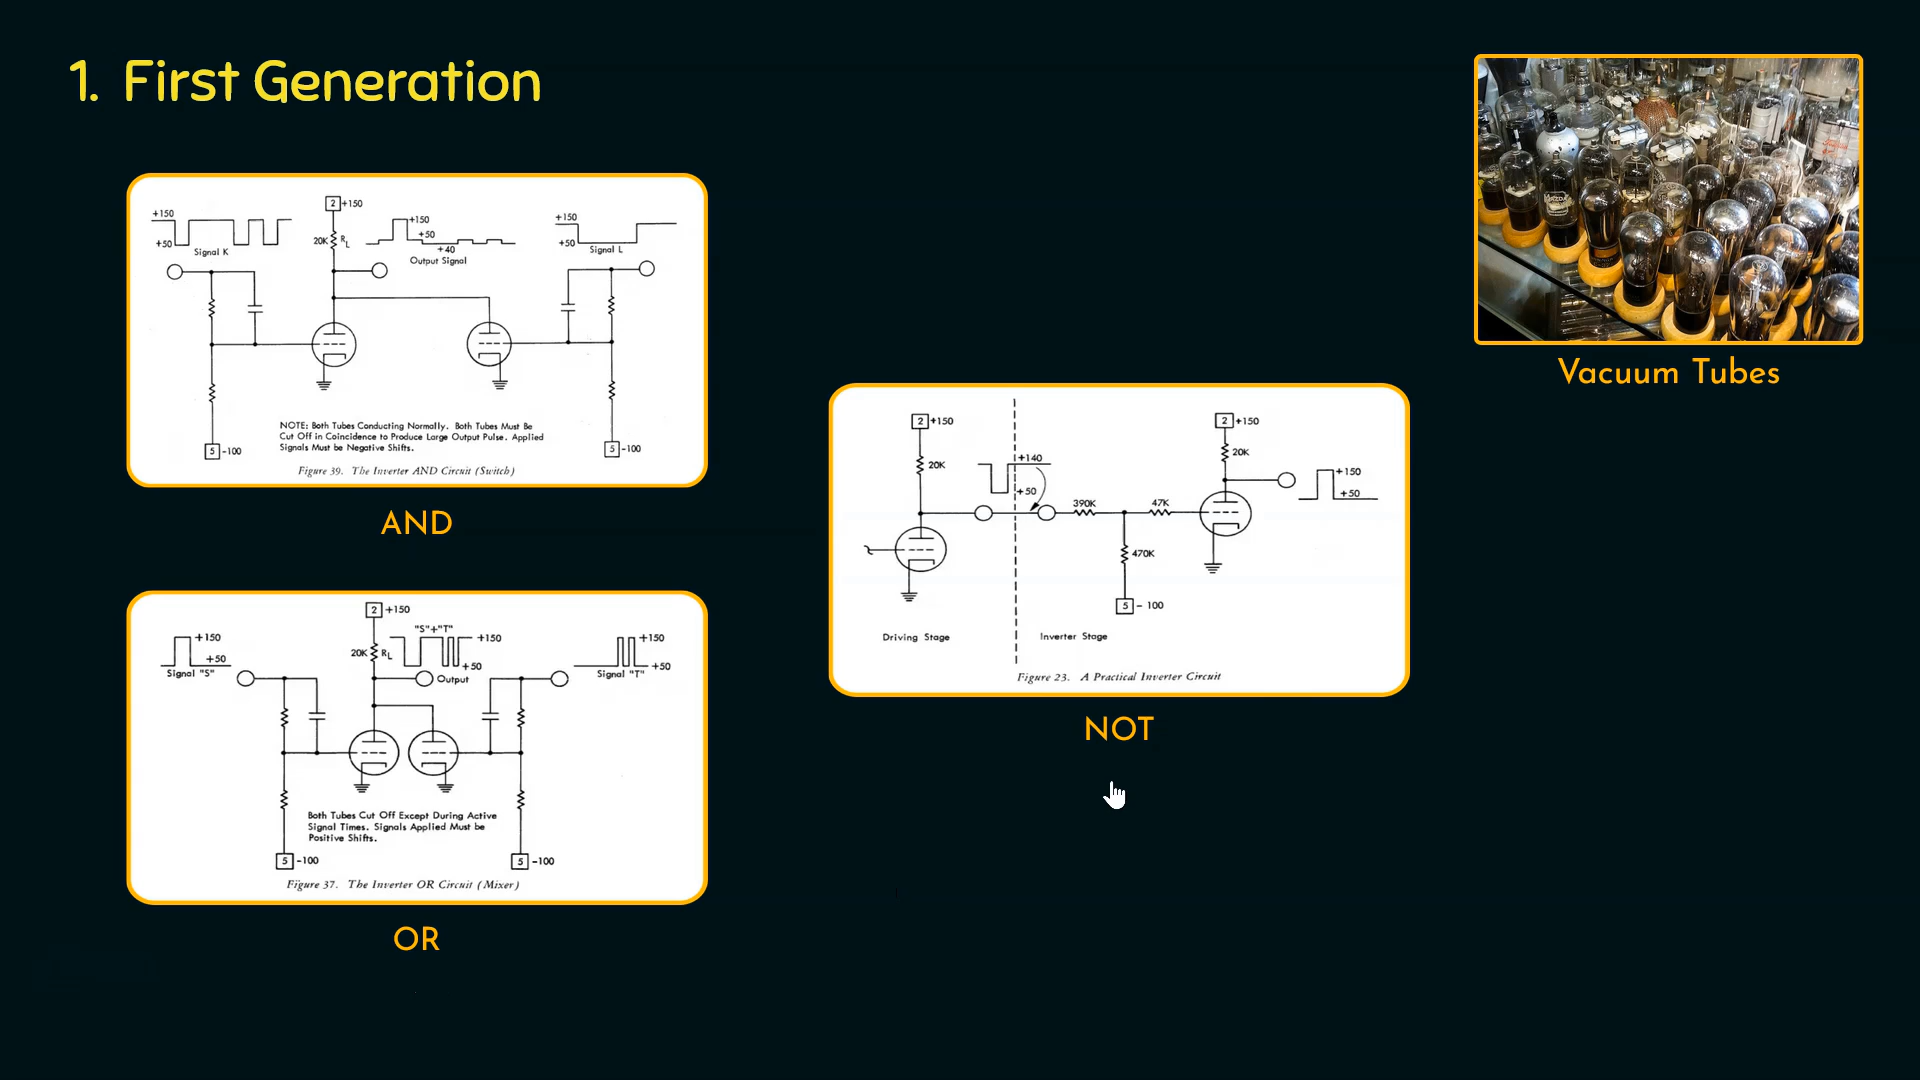 1. First Generation
2 +150
+150
+50
Signal K
20K RL
+150
+50
+40
Output Signal
+150
+50
Signal L
NOTE: Both Tubes Conducting Normally. Both Tubes Must Be
Cut Off in Coincidence to Produce Large Output Pulse. Applied
Signals Must be Negative Shifts.
5 -100
5 -100
Figure 39. The Inverter AND Circuit (Switch)
AND
2 +150
+150
+50
Signal "S"
20K RL
"S"+"T"
+150
+50
Output
+150
+50
Signal "T"
Both Tubes Cut Off Except During Active
Signal Times. Signals Applied Must be
Positive Shifts.
5 -100
5 -100
Figure 37. The Inverter OR Circuit (Mixer)
OR
2 +150
20K
+140
+50
390K
47K
470K
5 - 100
2 +150
20K
+150
+50
Driving Stage
Inverter Stage
Figure 23. A Practical Inverter Circuit
NOT
Vacuum Tubes